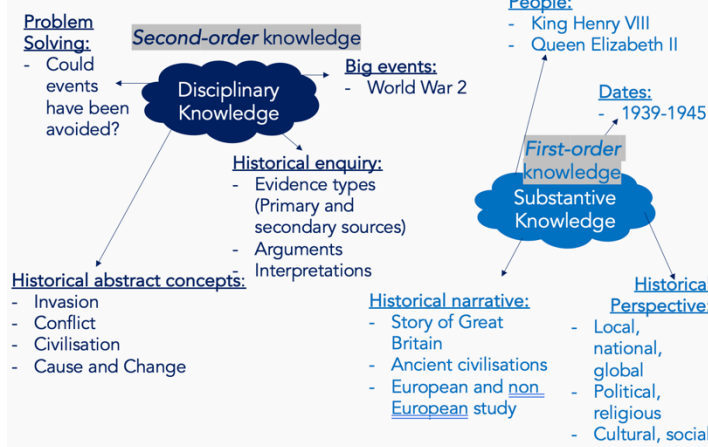 Problem
Solving:
- Could
events
have been
avoided?
Second-order knowledge
Disciplinary
Knowledge
Big events:
- World War 2
Historical enquiry:
- Evidence types
(Primary and
secondary sources)
- Arguments
- Interpretations
Historical abstract concepts:
- Invasion
- Conflict
- Civilisation
- Cause and Change
People:
- King Henry VIII
- Queen Elizabeth II
Dates:
- 1939-1945
First-order
knowledge
Substantive
Knowledge
Historical narrative:
- Story of Great
Britain
- Ancient civilisations
- European and non
European study
Historical
Perspective:
- Local,
national,
global
- Political,
religious
- Cultural, social